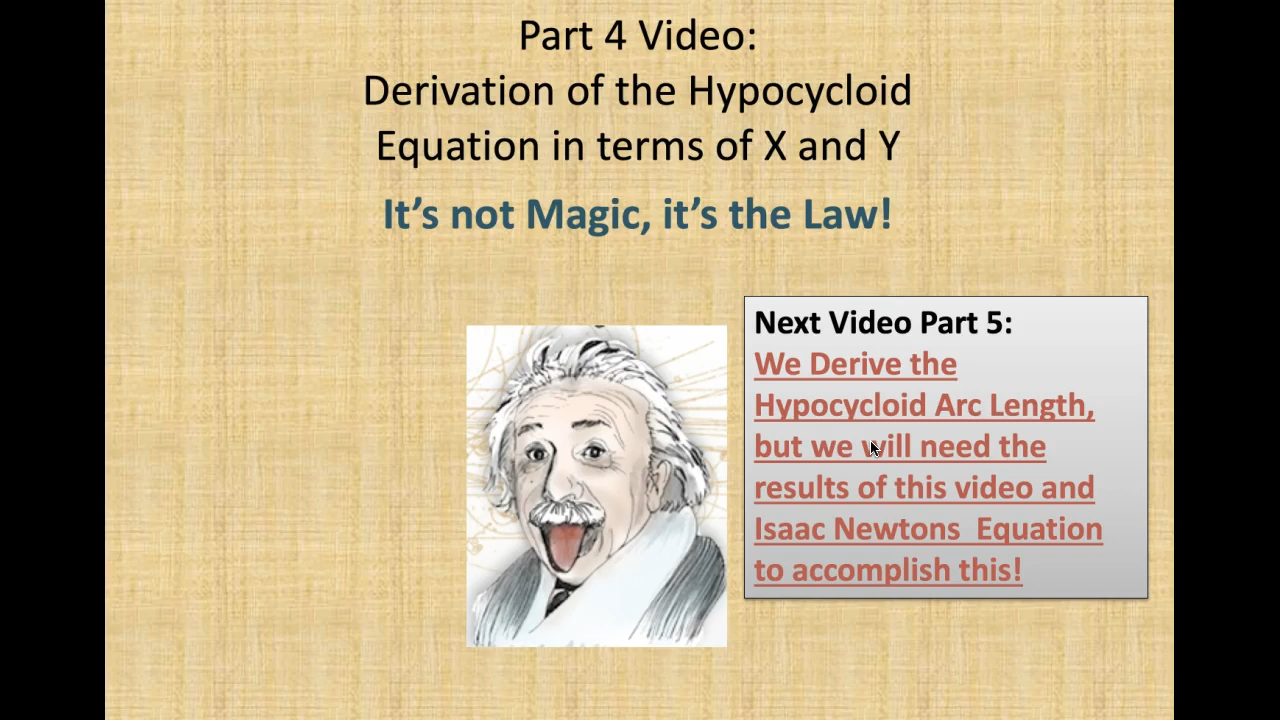 Part 4 Video:
Derivation of the Hypocycloid
Equation in terms of X and Y
It’s not Magic, it’s the Law!
Next Video Part 5:
We Derive the
Hypocycloid Arc Length,
but we will need the
results of this video and
Isaac Newtons  Equation
to accomplish this!